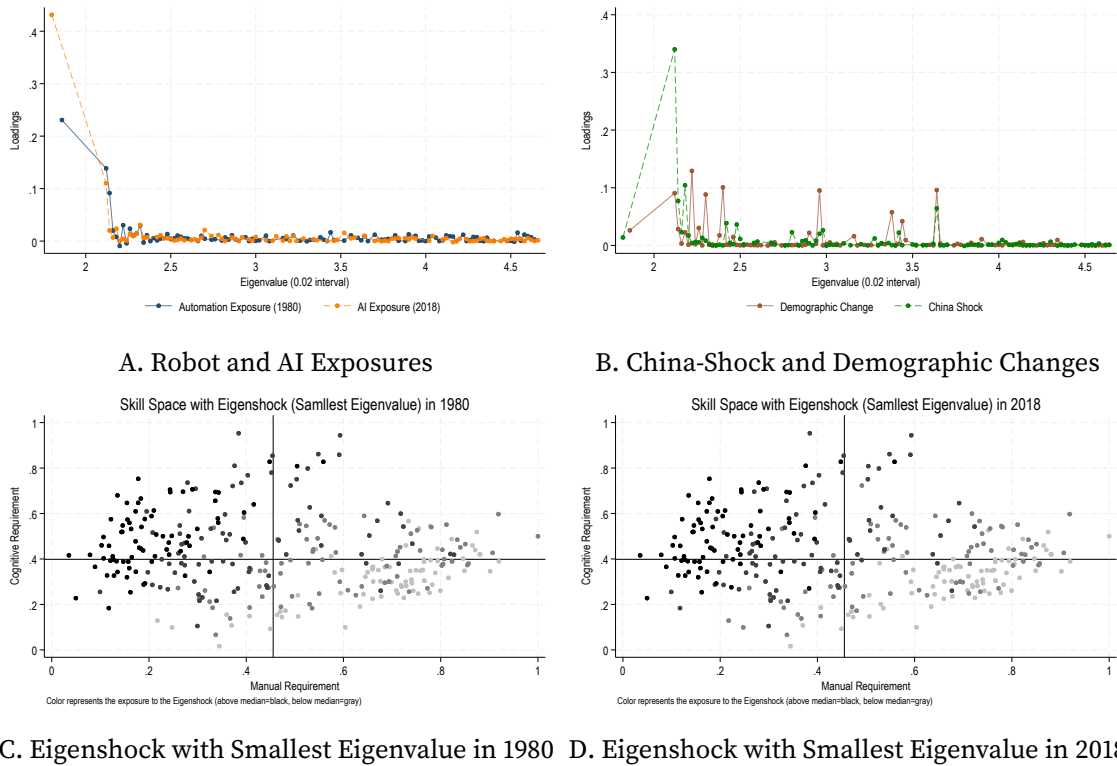 .4
.3
.2
.1
0
Loadings
2
2.5
3
3.5
4
4.5
Eigenvalue (0.02 interval)
Automation Exposure (1980)
AI Exposure (2018)
A. Robot and AI Exposures
.4
.3
.2
.1
0
Loadings
2
2.5
3
3.5
4
4.5
Eigenvalue (0.02 interval)
Demographic Change
China Shock
B. China-Shock and Demographic Changes
Skill Space with Eigenshock (Samllest Eigenvalue) in 1980
1
.8
.6
.4
.2
0
Cognitive Requirement
0
.2
.4
.6
.8
1
Manual Requirement
Color represents the exposure to the Eigenshock (above median=black, below median=gray)
C. Eigenshock with Smallest Eigenvalue in 1980
Skill Space with Eigenshock (Samllest Eigenvalue) in 2018
1
.8
.6
.4
.2
0
Cognitive Requirement
0
.2
.4
.6
.8
1
Manual Requirement
Color represents the exposure to the Eigenshock (above median=black, below median=gray)
D. Eigenshock with Smallest Eigenvalue in 2018